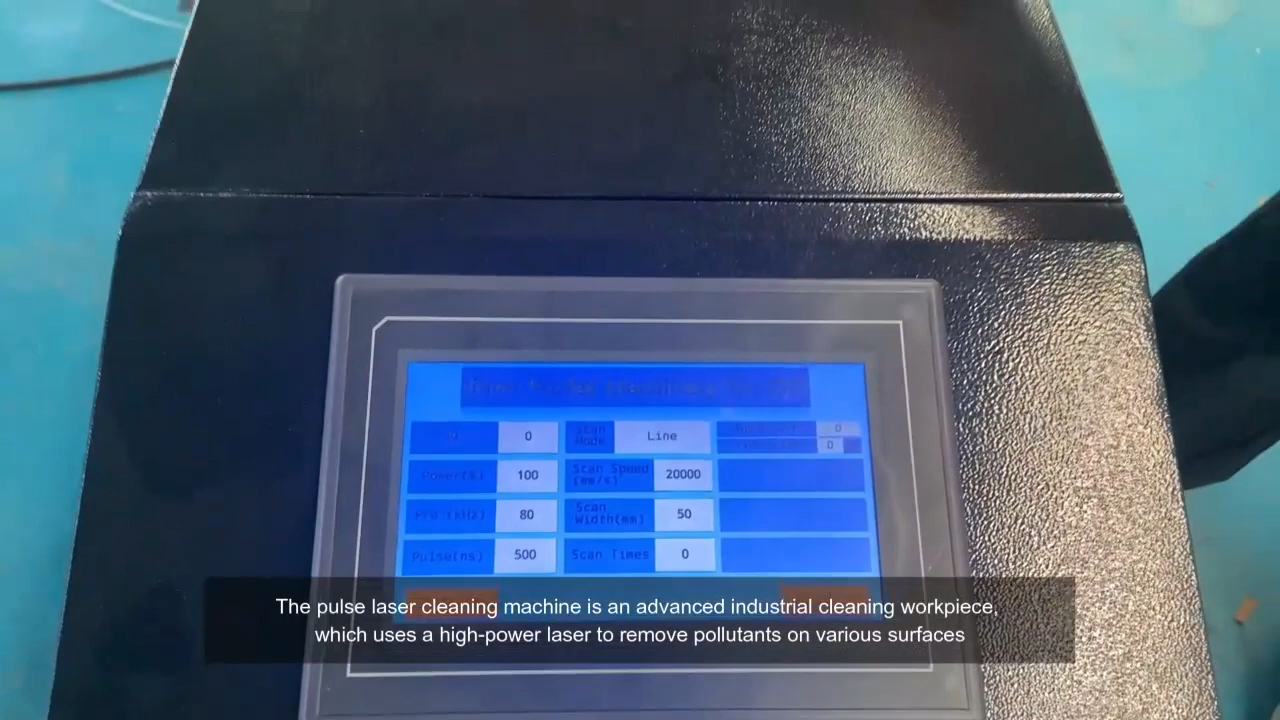 0
Scan
Mode
Line
0
0
Power(%)
100
Scan Speed
(mm/s)
20000
80
Scan
Width(mm)
50
Pulse(ns)
500
Scan Times
0
The pulse laser cleaning machine is an advanced industrial cleaning workpiece,
which uses a high-power laser to remove pollutants on various surfaces